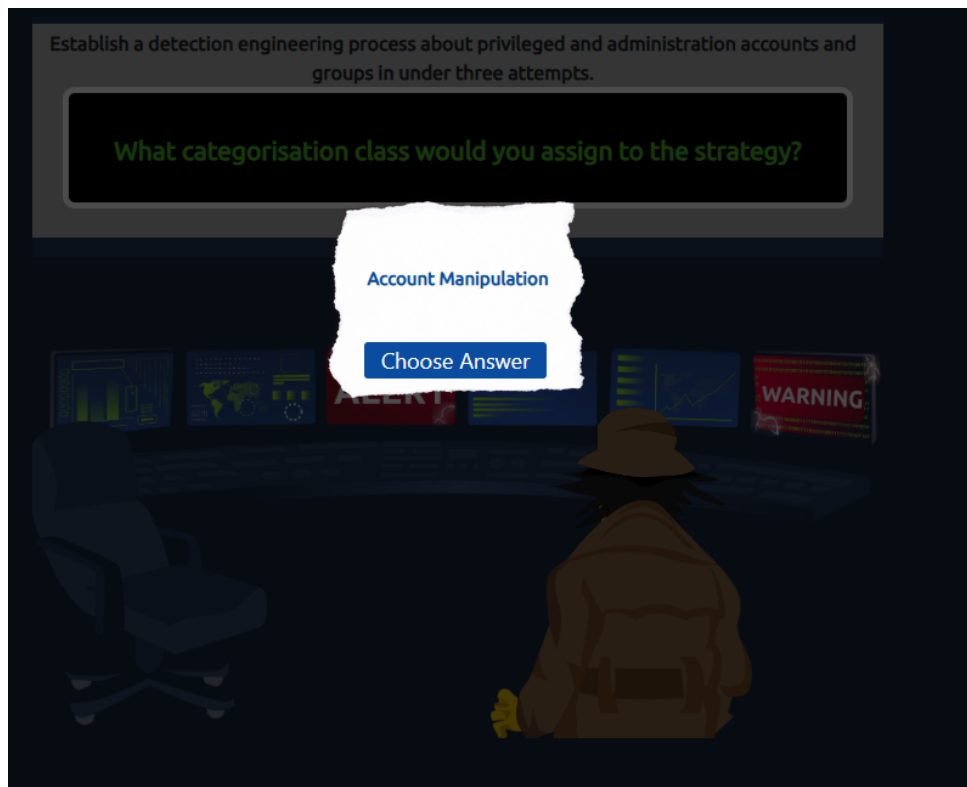 Establish a detection engineering process about privileged and administration accounts and
groups in under three attempts.
What categorisation class would you assign to the strategy?
Account Manipulation
Choose Answer
ALERT
WARNING